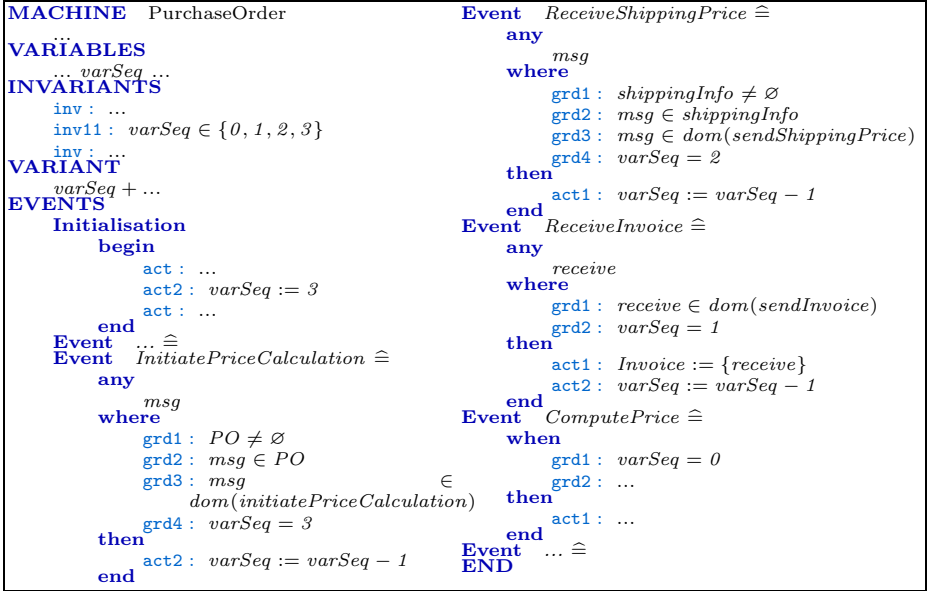 MACHINE PurchaseOrder
...
VARIABLES
... varSeq ...
INVARIANTS
inv : ...
inv11 : varSeq ∈ {0, 1, 2, 3}
inv : ...
VARIANT
varSeq + ...
EVENTS
Initialisation
begin
act : ...
act2 : varSeq := 3
act : ...
end
Event ... ≙
Event InitiatePriceCalculation ≙
any
msg
where
grd1 : PO ≠ ∅
grd2 : msg ∈ PO
grd3 : msg ∈
dom(initiatePriceCalculation)
grd4 : varSeq = 3
then
act2 : varSeq := varSeq − 1
end
Event ReceiveShippingPrice ≙
any
msg
where
grd1 : shippingInfo ≠ ∅
grd2 : msg ∈ shippingInfo
grd3 : msg ∈ dom(sendShippingPrice)
grd4 : varSeq = 2
then
act1 : varSeq := varSeq − 1
end
Event ReceiveInvoice ≙
any
receive
where
grd1 : receive ∈ dom(sendInvoice)
grd2 : varSeq = 1
then
act1 : Invoice := {receive}
act2 : varSeq := varSeq − 1
end
Event ComputePrice ≙
when
grd1 : varSeq = 0
grd2 : ...
then
act1 : ...
end
Event ... ≙
END